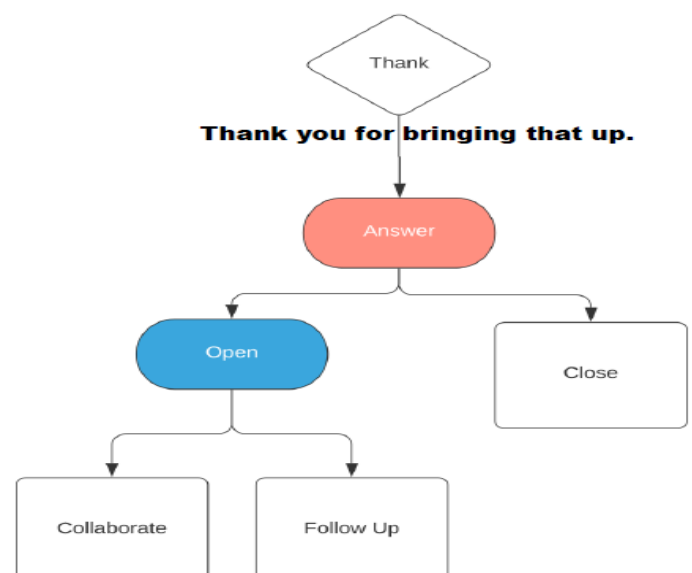 Thank
Thank you for bringing that up.
Answer
Open
Close
Collaborate
Follow Up